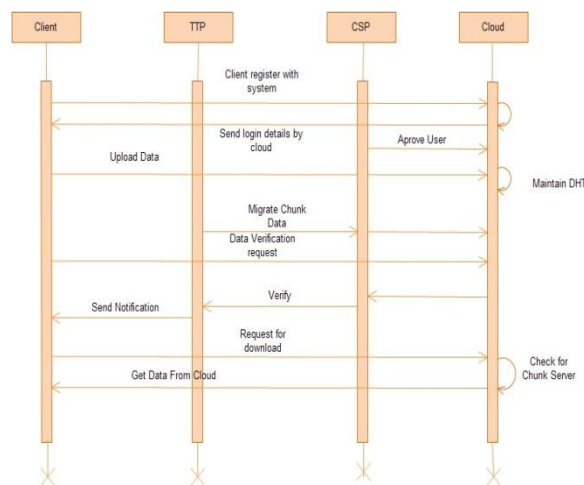 Client
TTP
CSP
Cloud
Client register with
system
Send login details by
cloud
Aprove User
Upload Data
Maintain DHT
Migrate Chunk
Data
Data Verification
request
Verify
Send Notification
Request for
download
Check for
Chunk Server
Get Data From Cloud